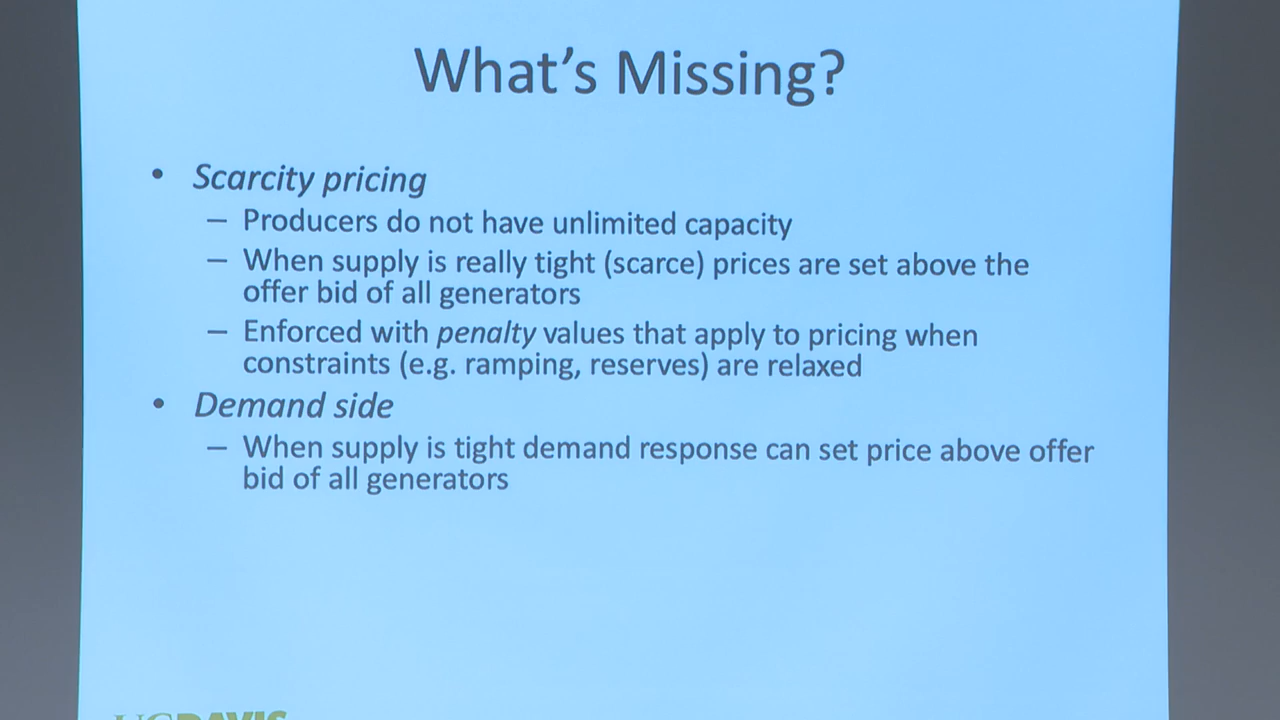 What's Missing?
• Scarcity pricing
– Producers do not have unlimited capacity
– When supply is really tight (scarce) prices are set above the
offer bid of all generators
– Enforced with penalty values that apply to pricing when
constraints (e.g. ramping, reserves) are relaxed
• Demand side
– When supply is tight demand response can set price above offer
bid of all generators
UCDAVIS